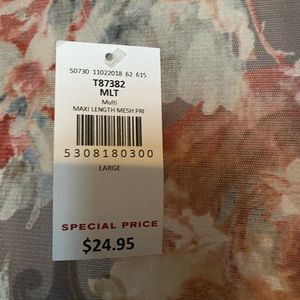 50730 11022018 62 615
T87382
MLT
Multi
MAXI LENGTH MESH PRI
5308180300
LARGE
SPECIAL PRICE
$24.95